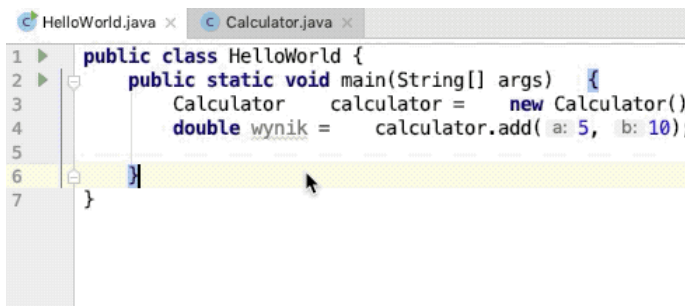 HelloWorld.java Calculator.java
1 public class HelloWorld {
2 public static void main(String[] args) {
3 Calculator calculator = new Calculator()
4 double wynik = calculator.add( a: 5, b: 10);
5
6 }
7 }